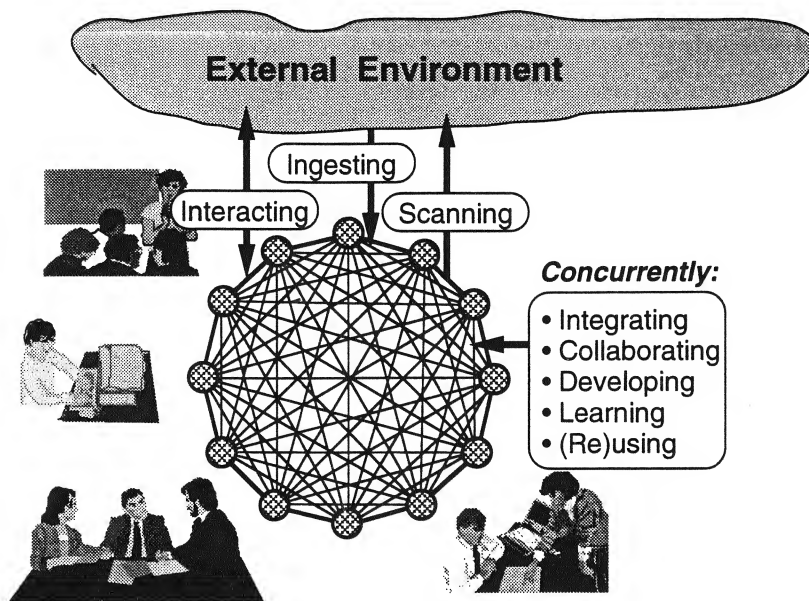 External Environment
Ingesting
Interacting
Scanning
Concurrently:
• Integrating
• Collaborating
• Developing
• Learning
• (Re)using